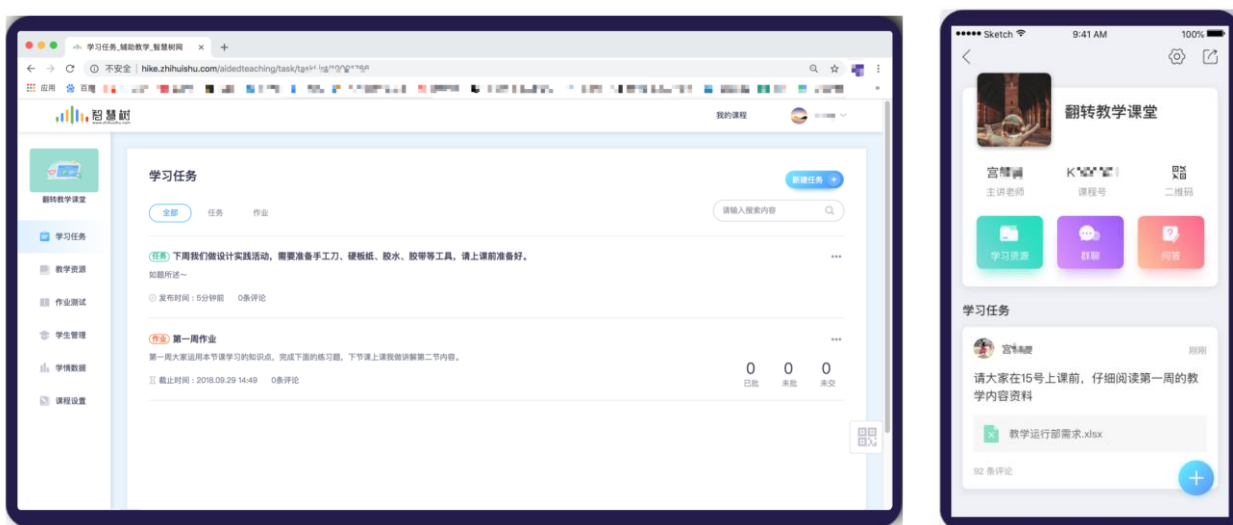 学习任务_辅助教学_智慧树网 × +
不安全 | hike.zhihuishu.com/aidedteaching/task/
应用 百度
智慧树
www.zhihuishu.com
我的课程
翻转教学课堂
学习任务
教学资源
作业测试
学生管理
学情数据
课程设置
学习任务
新建任务 +
全部 任务 作业
请输入搜索内容
任务 下周我们做设计实践活动，需要准备手工刀、硬板纸、胶水、胶带等工具，请上课前准备好。
如题所述~
发布时间：5分钟前 0条评论
作业 第一周作业
第一周大家运用本节课学习的知识点，完成下面的练习题，下节课上课我做讲解第二节内容。
截止时间：2018.09.29 14:49 0条评论
0 0 0
已批 未批 未交
Sketch 9:41 AM 100%
翻转教学课堂
宫
主讲老师 课程号 二维码
学习资源 群聊 问答
学习任务
宫 刚刚
请大家在15号上课前，仔细阅读第一周的教
学内容资料
教学运行部需求.xlsx
92 条评论